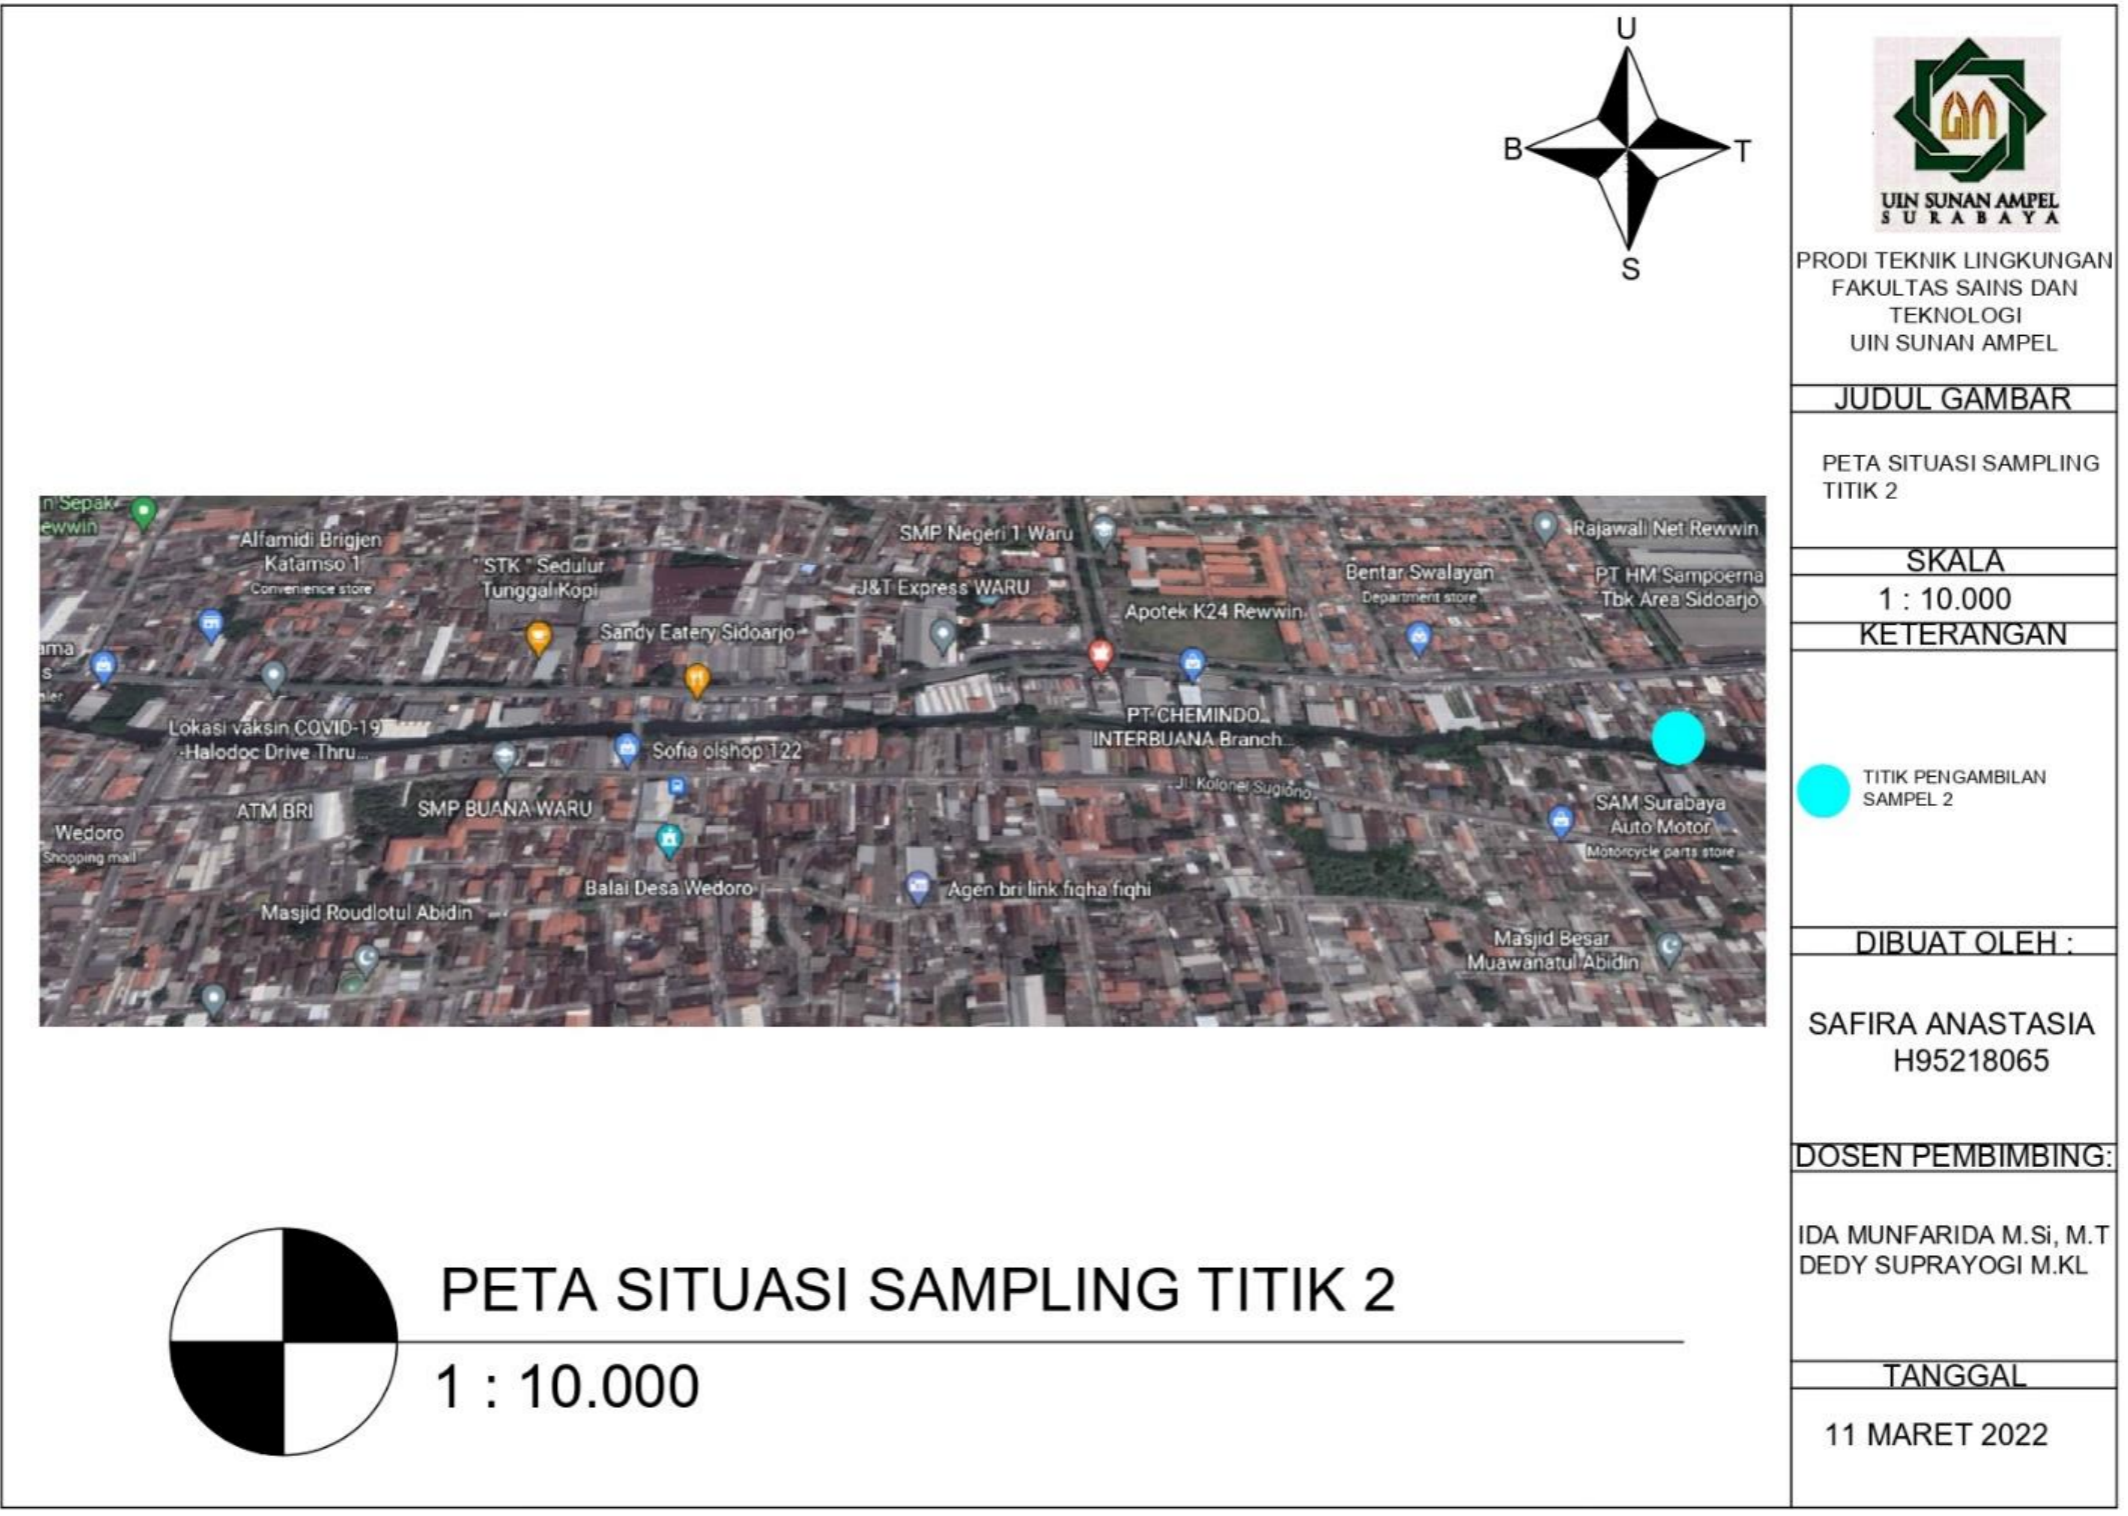 U
B
T
S
UIN SUNAN AMPEL
SURABAYA
PRODI TEKNIK LINGKUNGAN
FAKULTAS SAINS DAN
TEKNOLOGI
UIN SUNAN AMPEL
JUDUL GAMBAR
PETA SITUASI SAMPLING
TITIK 2
SKALA
1 : 10.000
KETERANGAN
TITIK PENGAMBILAN
SAMPEL 2
DIBUAT OLEH :
SAFIRA ANASTASIA
H95218065
DOSEN PEMBIMBING:
IDA MUNFARIDA M.Si, M.T
DEDY SUPRAYOGI M.KL
TANGGAL
11 MARET 2022
n Sepak
ewwin
Alfamidi Brigjen
Katamso 1
Convenience store
"STK " Sedulur
Tunggal Kopi
SMP Negeri 1 Waru
J&T Express WARU
Sandy Eatery Sidoarjo
Apotek K24 Rewwin
Bentar Swalayan
Department store
Rajawali Net Rewwin
PT HM Sampoerna
Tbk Area Sidoarjo
ama
s
Lokasi vaksin COVID-19
-Halodoc Drive Thru...
Sofia olshop 122
PT CHEMINDO
INTERBUANA Branch...
Jl. Kolonel Sugiono
ATM BRI
SMP BUANA WARU
SAM Surabaya
Auto Motor
Motorcycle parts store
Wedoro
Shopping mall
Balai Desa Wedoro
Agen bri link fiqha fiqhi
Masjid Roudlotul Abidin
Masjid Besar
Muawanatul Abidin
PETA SITUASI SAMPLING TITIK 2
1 : 10.000